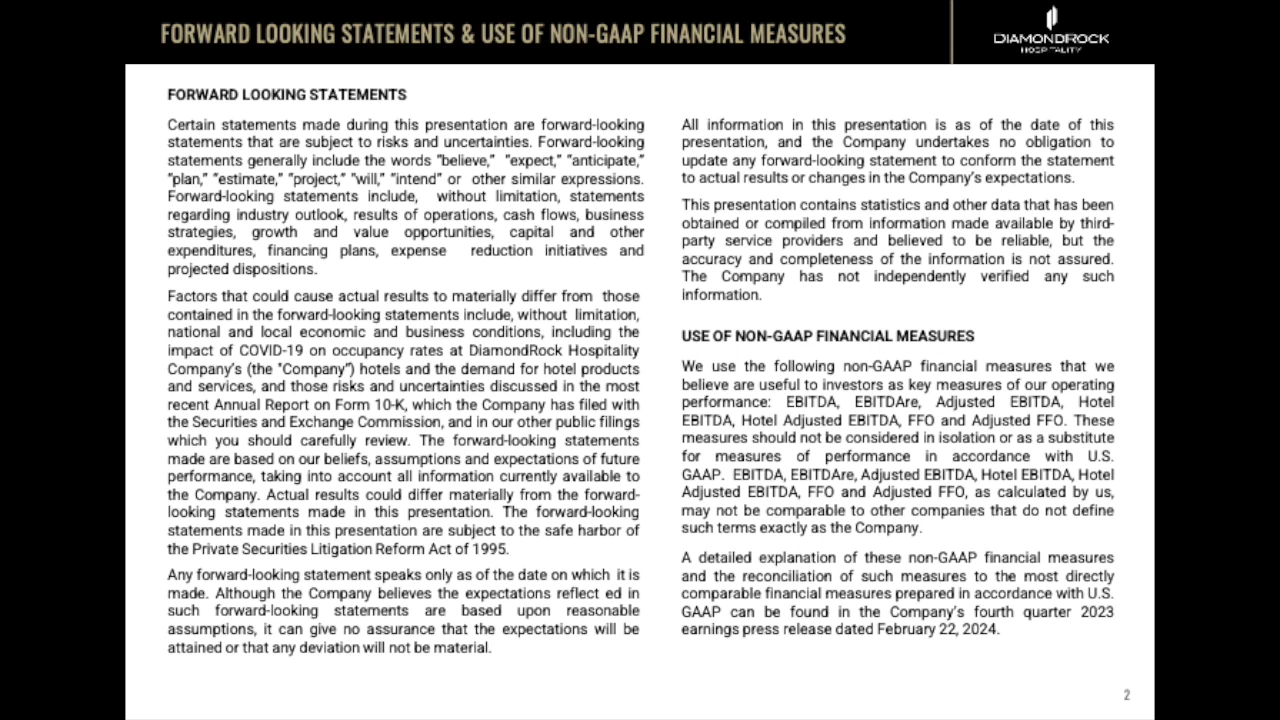 FORWARD LOOKING STATEMENTS & USE OF NON-GAAP FINANCIAL MEASURES
DIAMONDROCK
HOSPITALITY
FORWARD LOOKING STATEMENTS
Certain statements made during this presentation are forward-looking
statements that are subject to risks and uncertainties. Forward-looking
statements generally include the words "believe," "expect," "anticipate,"
"plan," "estimate," "project," "will," "intend" or other similar expressions.
Forward-looking statements include, without limitation, statements
regarding industry outlook, results of operations, cash flows, business
strategies, growth and value opportunities, capital and other
expenditures, financing plans, expense reduction initiatives and
projected dispositions.
Factors that could cause actual results to materially differ from those
contained in the forward-looking statements include, without limitation,
national and local economic and business conditions, including the
impact of COVID-19 on occupancy rates at DiamondRock Hospitality
Company's (the "Company") hotels and the demand for hotel products
and services, and those risks and uncertainties discussed in the most
recent Annual Report on Form 10-K, which the Company has filed with
the Securities and Exchange Commission, and in our other public filings
which you should carefully review. The forward-looking statements
made are based on our beliefs, assumptions and expectations of future
performance, taking into account all information currently available to
the Company. Actual results could differ materially from the forward-
looking statements made in this presentation. The forward-looking
statements made in this presentation are subject to the safe harbor of
the Private Securities Litigation Reform Act of 1995.
Any forward-looking statement speaks only as of the date on which it is
made. Although the Company believes the expectations reflect ed in
such forward-looking statements are based upon reasonable
assumptions, it can give no assurance that the expectations will be
attained or that any deviation will not be material.
All information in this presentation is as of the date of this
presentation, and the Company undertakes no obligation to
update any forward-looking statement to conform the statement
to actual results or changes in the Company's expectations.
This presentation contains statistics and other data that has been
obtained or compiled from information made available by third-
party service providers and believed to be reliable, but the
accuracy and completeness of the information is not assured.
The Company has not independently verified any such
information.
USE OF NON-GAAP FINANCIAL MEASURES
We use the following non-GAAP financial measures that we
believe are useful to investors as key measures of our operating
performance: EBITDA, EBITDAre, Adjusted EBITDA, Hotel
EBITDA, Hotel Adjusted EBITDA, FFO and Adjusted FFO. These
measures should not be considered in isolation or as a substitute
for measures of performance in accordance with U.S.
GAAP. EBITDA, EBITDAre, Adjusted EBITDA, Hotel EBITDA, Hotel
Adjusted EBITDA, FFO and Adjusted FFO, as calculated by us,
may not be comparable to other companies that do not define
such terms exactly as the Company.
A detailed explanation of these non-GAAP financial measures
and the reconciliation of such measures to the most directly
comparable financial measures prepared in accordance with U.S.
GAAP can be found in the Company's fourth quarter 2023
earnings press release dated February 22, 2024.
2